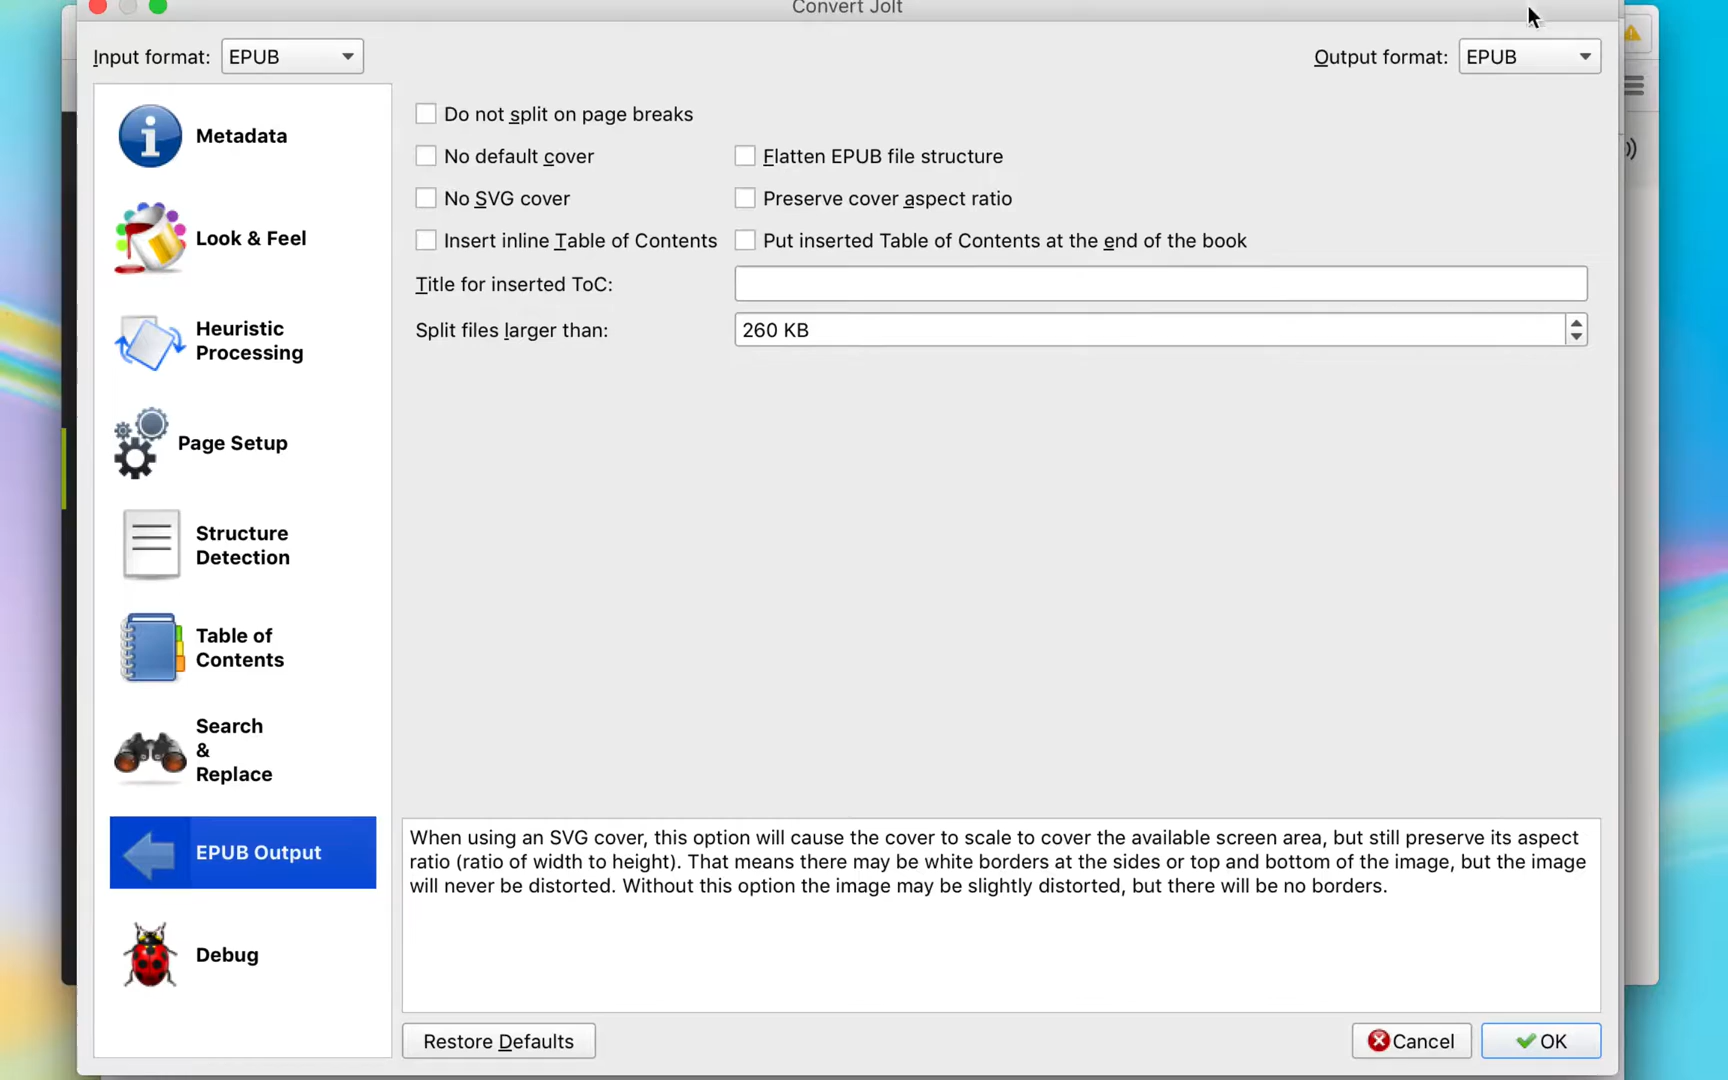 Convert Jolt
Input format: EPUB
Output format: EPUB
Metadata
Look & Feel
Heuristic
Processing
Page Setup
Structure
Detection
Table of
Contents
Search
&
Replace
EPUB Output
Debug
Do not split on page breaks
No default cover
Flatten EPUB file structure
No SVG cover
Preserve cover aspect ratio
Insert inline Table of Contents
Put inserted Table of Contents at the end of the book
Title for inserted ToC:
Split files larger than: 260 KB
When using an SVG cover, this option will cause the cover to scale to cover the available screen area, but still preserve its aspect
ratio (ratio of width to height). That means there may be white borders at the sides or top and bottom of the image, but the image
will never be distorted. Without this option the image may be slightly distorted, but there will be no borders.
Restore Defaults
Cancel
OK